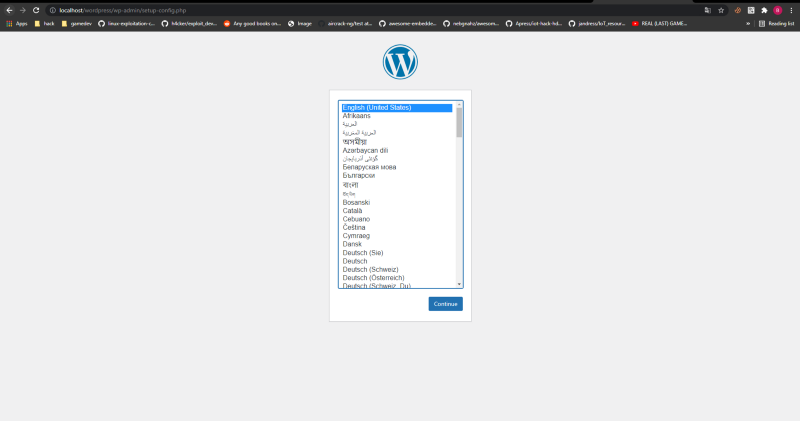 localhost/wordpress/wp-admin/setup-config.php
Apps hack gamedev linux-exploitation-c... h4cker/exploit_dev... Any good books on... Image aircrack-ng/test at... awesome-embedde... nebgnahz/awesom... Apress/iot-hack-hd... jandress/IoT_resour... REAL (LAST) GAME... » Reading list
English (United States)
Afrikaans
العربية
العربية المغربية
অসমীয়া
Azərbaycan dili
گؤنئی آذربایجان
Беларуская мова
Български
বাংলা
Bosanski
Català
Cebuano
Čeština
Cymraeg
Dansk
Deutsch (Sie)
Deutsch
Deutsch (Schweiz)
Deutsch (Österreich)
Deutsch (Schweiz, Du)
Continue